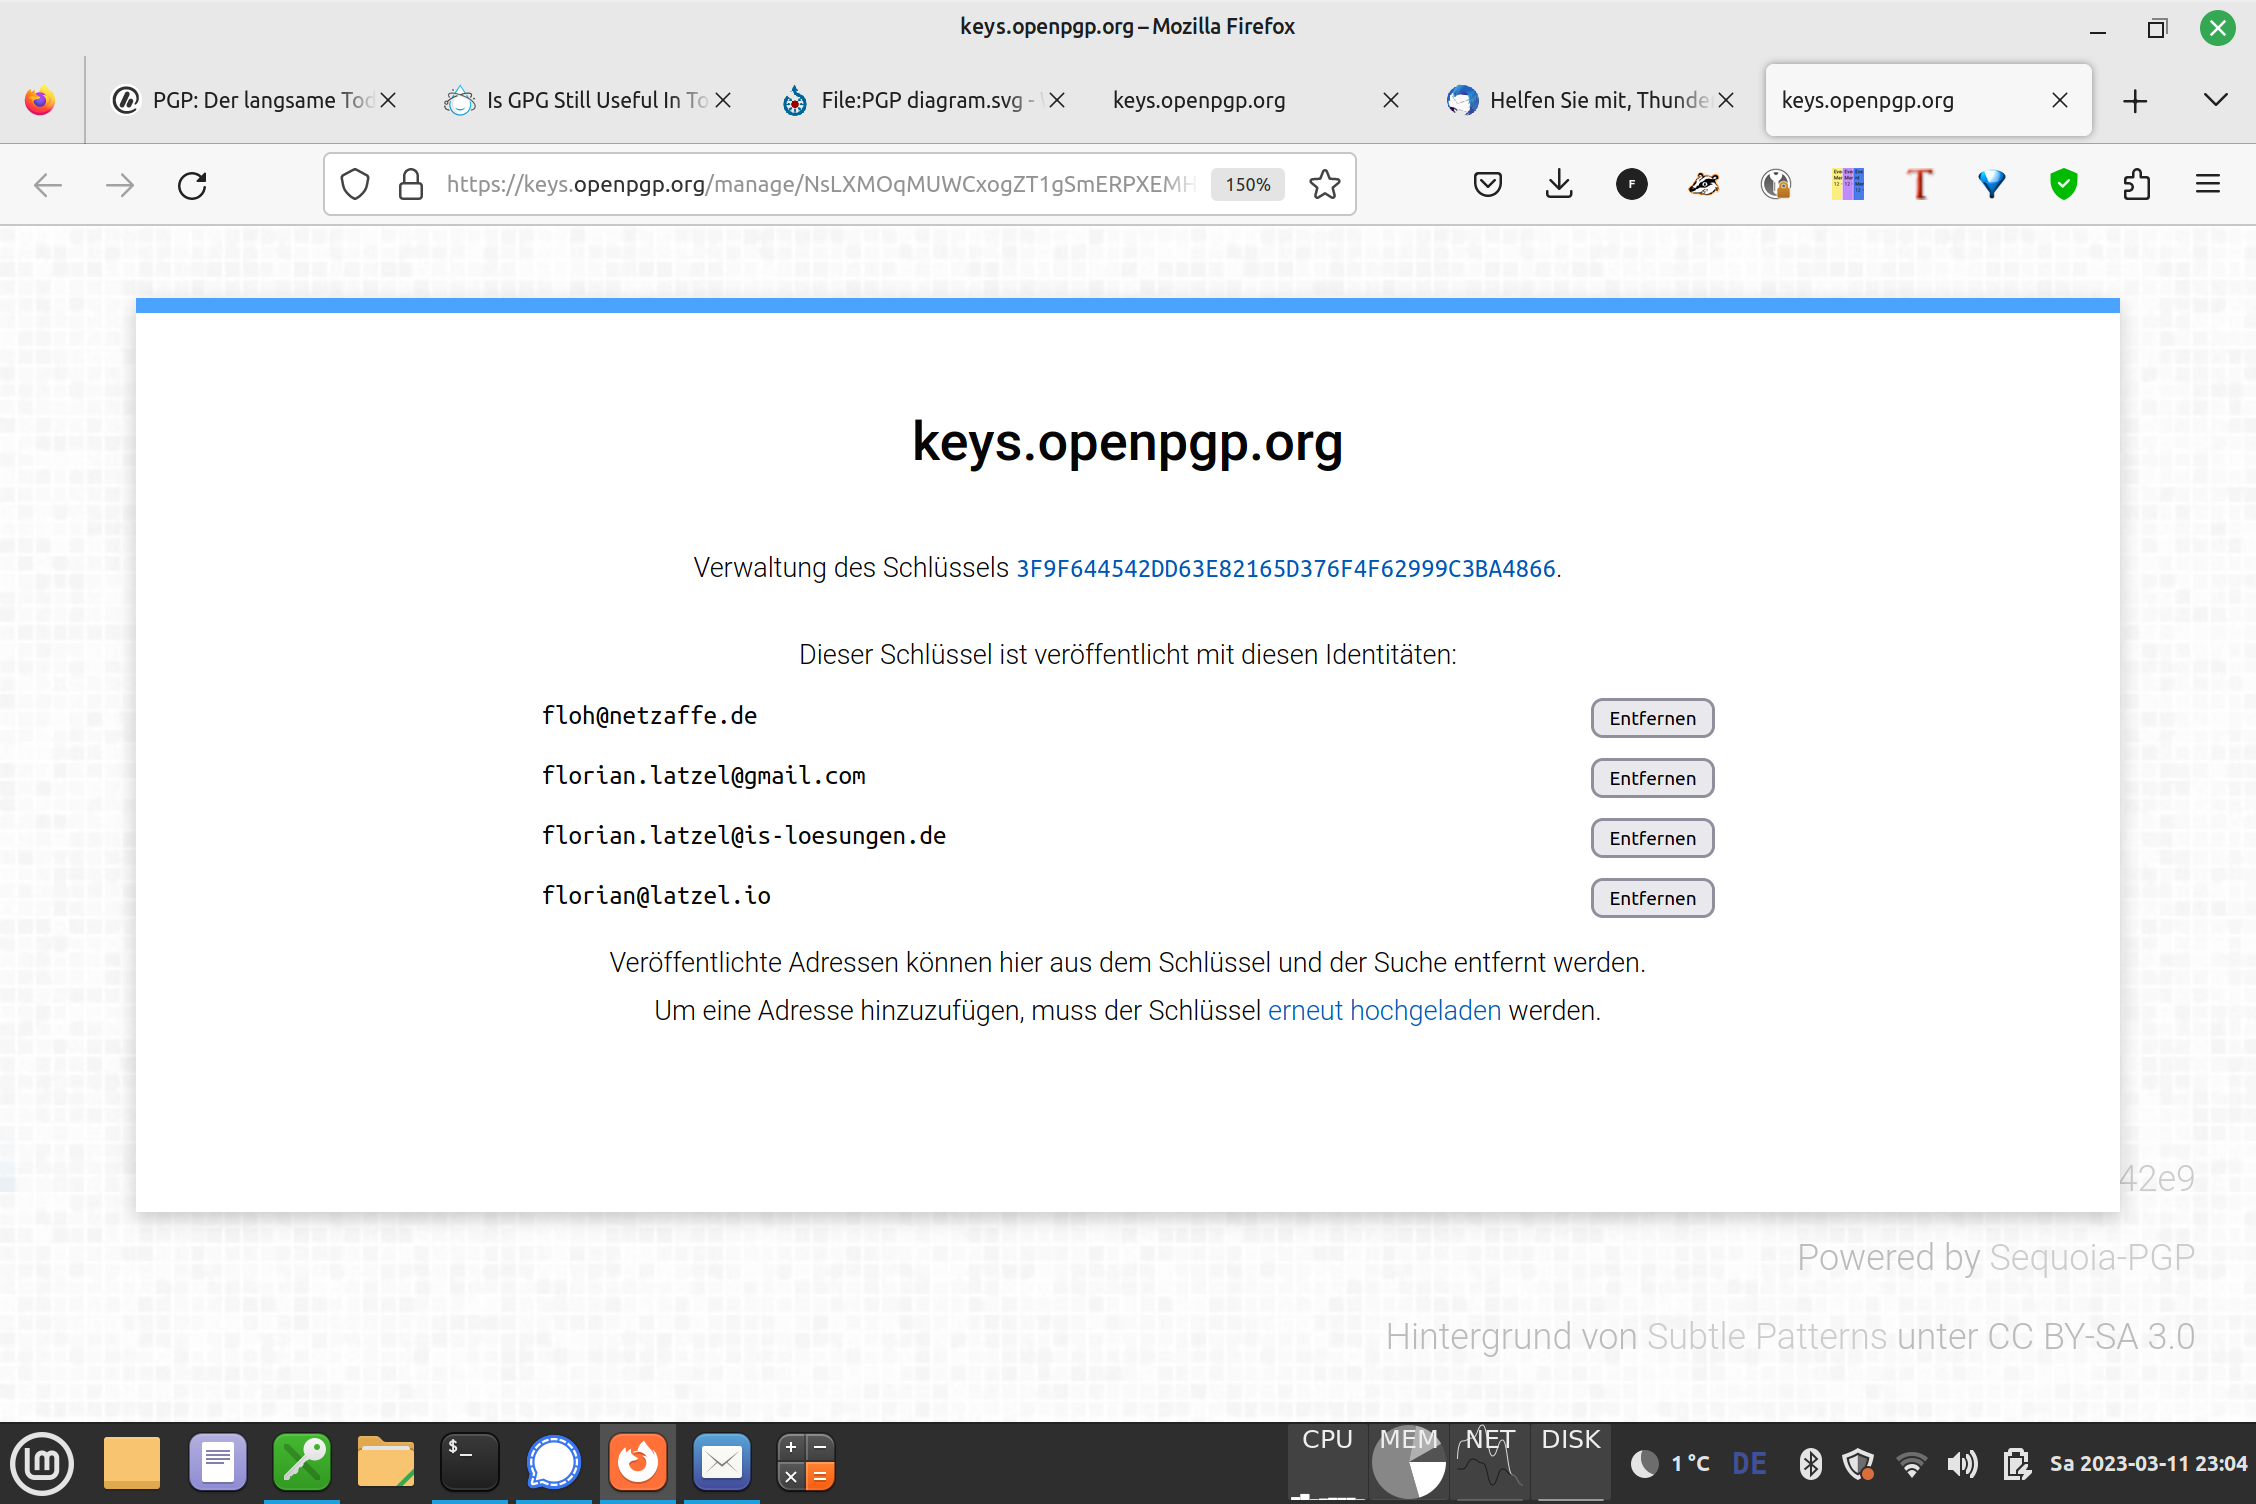 keys.openpgp.org – Mozilla Firefox
PGP: Der langsame Tod
Is GPG Still Useful In To
File:PGP diagram.svg -
keys.openpgp.org
Helfen Sie mit, Thunde
keys.openpgp.org
https://keys.openpgp.org/manage/NsLXMOqMUWCxogZT1gSmERPXEMH
150%
keys.openpgp.org
Verwaltung des Schlüssels 3F9F644542DD63E82165D376F4F62999C3BA4866.
Dieser Schlüssel ist veröffentlicht mit diesen Identitäten:
floh@netzaffe.de Entfernen
florian.latzel@gmail.com Entfernen
florian.latzel@is-loesungen.de Entfernen
florian@latzel.io Entfernen
Veröffentlichte Adressen können hier aus dem Schlüssel und der Suche entfernt werden.
Um eine Adresse hinzuzufügen, muss der Schlüssel erneut hochgeladen werden.
42e9
Powered by Sequoia-PGP
Hintergrund von Subtle Patterns unter CC BY-SA 3.0
CPU MEM NET DISK
1 °C DE Sa 2023-03-11 23:04